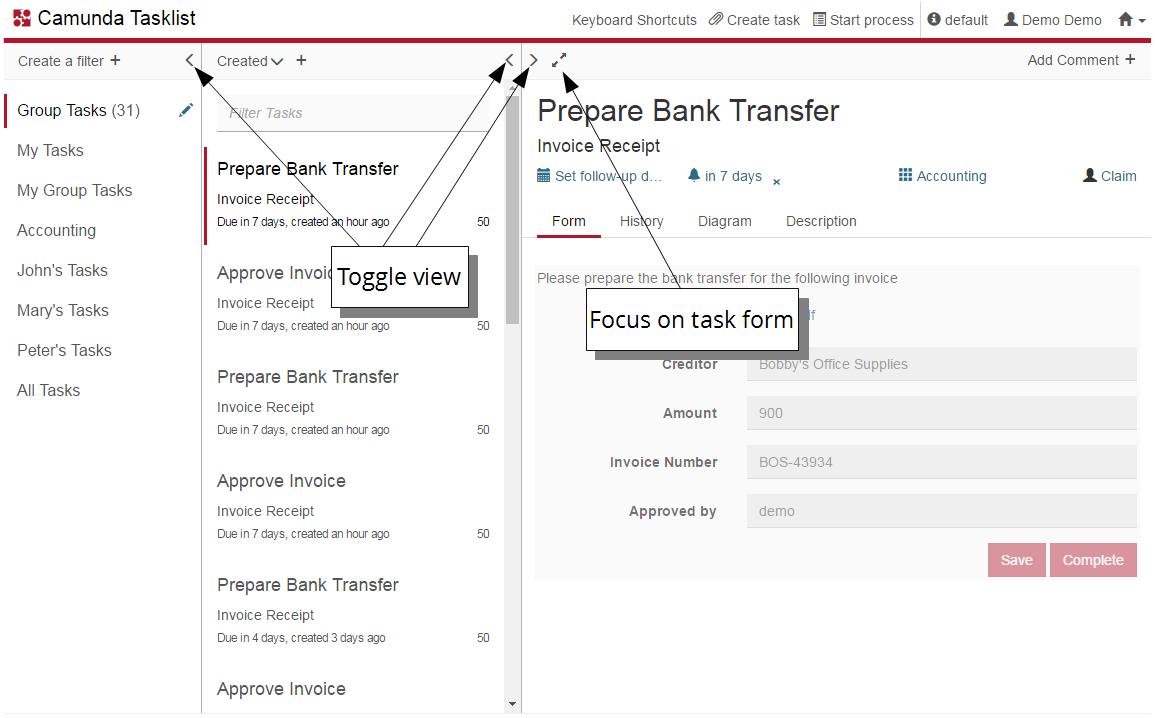 Camunda Tasklist
Keyboard Shortcuts Create task Start process default Demo Demo
Create a filter +
Created +
Add Comment +
Group Tasks (31)
My Tasks
My Group Tasks
Accounting
John's Tasks
Mary's Tasks
Peter's Tasks
All Tasks
Filter Tasks
Prepare Bank Transfer
Invoice Receipt
Due in 7 days, created an hour ago 50
Approve Invoic
Invoice Receipt
Due in 7 days, created an hour ago 50
Prepare Bank Transfer
Invoice Receipt
Due in 7 days, created an hour ago 50
Approve Invoice
Invoice Receipt
Due in 7 days, created an hour ago 50
Prepare Bank Transfer
Invoice Receipt
Due in 4 days, created 3 days ago 50
Approve Invoice
Toggle view
Prepare Bank Transfer
Invoice Receipt
Set follow-up d... in 7 days × Accounting Claim
Form History Diagram Description
Please prepare the bank transfer for the following invoice
Focus on task form
Creditor Bobby's Office Supplies
Amount 900
Invoice Number BOS-43934
Approved by demo
Save Complete